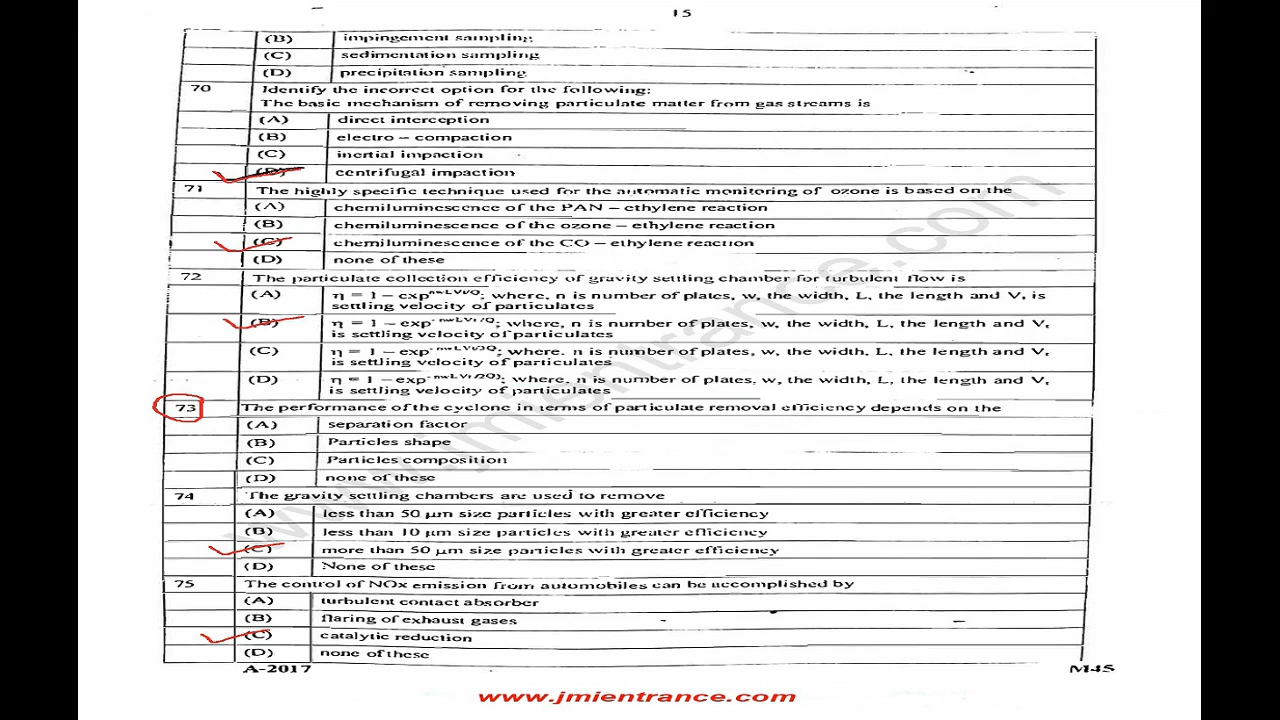 15
(B) impingement sampling
(C) sedimentation sampling
(D) precipitation sampling
70 Identify the incorrect option for the following:
The basic mechanism of removing particulate matter from gas streams is
(A) direct interception
(B) electro – compaction
(C) inertial impaction
(D) centrifugal impaction
71 The highly specific technique used for the automatic monitoring of ozone is based on the
(A) chemiluminescence of the PAN – ethylene reaction
(B) chemiluminescence of the ozone – ethylene reaction
(C) chemiluminescence of the CO – ethylene reaction
(D) none of these
72 The particulate collection efficiency of gravity settling chamber for turbulent flow is
(A) η = 1 – exp^nwLVt/Q; where, n is number of plates, w, the width, L, the length and Vt is
settling velocity of particulates
(B) η = 1 – exp^-nwLVt/Q; where, n is number of plates, w, the width, L, the length and Vt
is settling velocity of particulates
(C) η = 1 – exp; where, n is number of plates, w, the width, L, the length and Vt
is settling velocity of particulates
(D) η = 1 – exp; where, n is number of plates, w, the width, L, the length and Vt
is settling velocity of particulates
73 The performance of the cyclone in terms of particulate removal efficiency depends on the
(A) separation factor
(B) Particles shape
(C) Particles composition
(D) none of these
74 The gravity settling chambers are used to remove
(A) less than 50 μm size particles with greater efficiency
(B) less than 10 μm size particles with greater efficiency
(C) more than 50 μm size particles with greater efficiency
(D) None of these
75 The control of NOx emission from automobiles can be accomplished by
(A) turbulent contact absorber
(B) flaring of exhaust gases
(C) catalytic reduction
(D) none of these
A-2017 M45
www.jmientrance.com
www.jmientrance.com